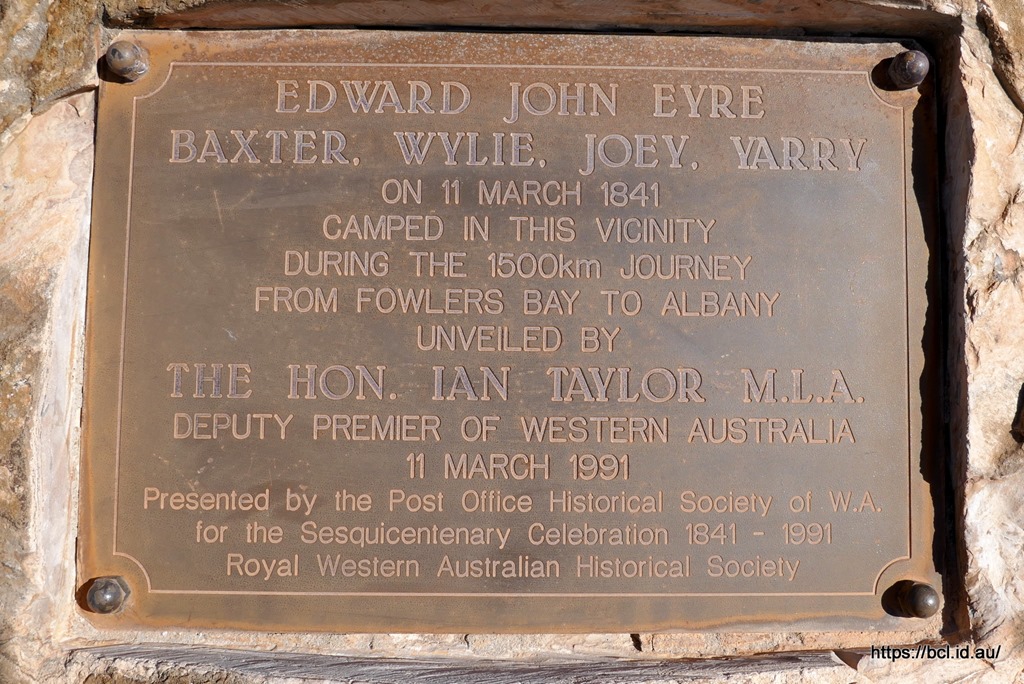 EDWARD JOHN EYRE
BAXTER. WYLIE. JOEY. YARRY
ON 11 MARCH 1841
CAMPED IN THIS VICINITY
DURING THE 1500km JOURNEY
FROM FOWLERS BAY TO ALBANY
UNVEILED BY
THE HON. IAN TAYLOR M.L.A.
DEPUTY PREMIER OF WESTERN AUSTRALIA
11 MARCH 1991
Presented by the Post Office Historical Society of W.A.
for the Sesquicentenary Celebration 1841 - 1991
Royal Western Australian Historical Society
https://bcl.id.au/